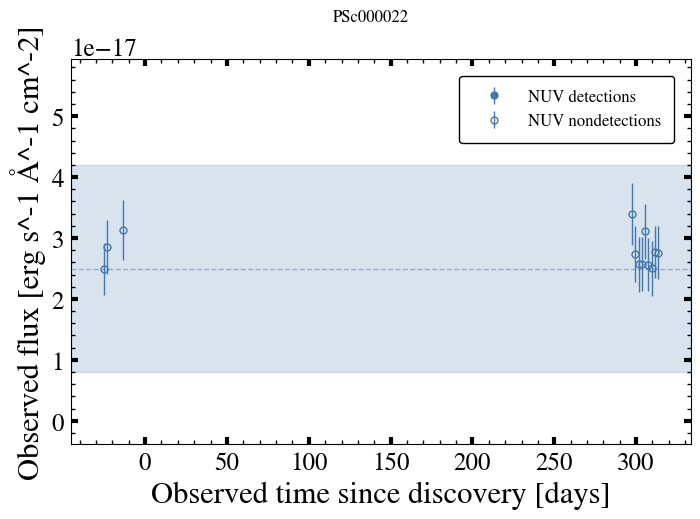 PSc000022
1e−17
NUV detections
NUV nondetections
5
4
3
2
1
0
Observed flux [erg s^-1 Å^-1 cm^-2]
0 50 100 150 200 250 300
Observed time since discovery [days]